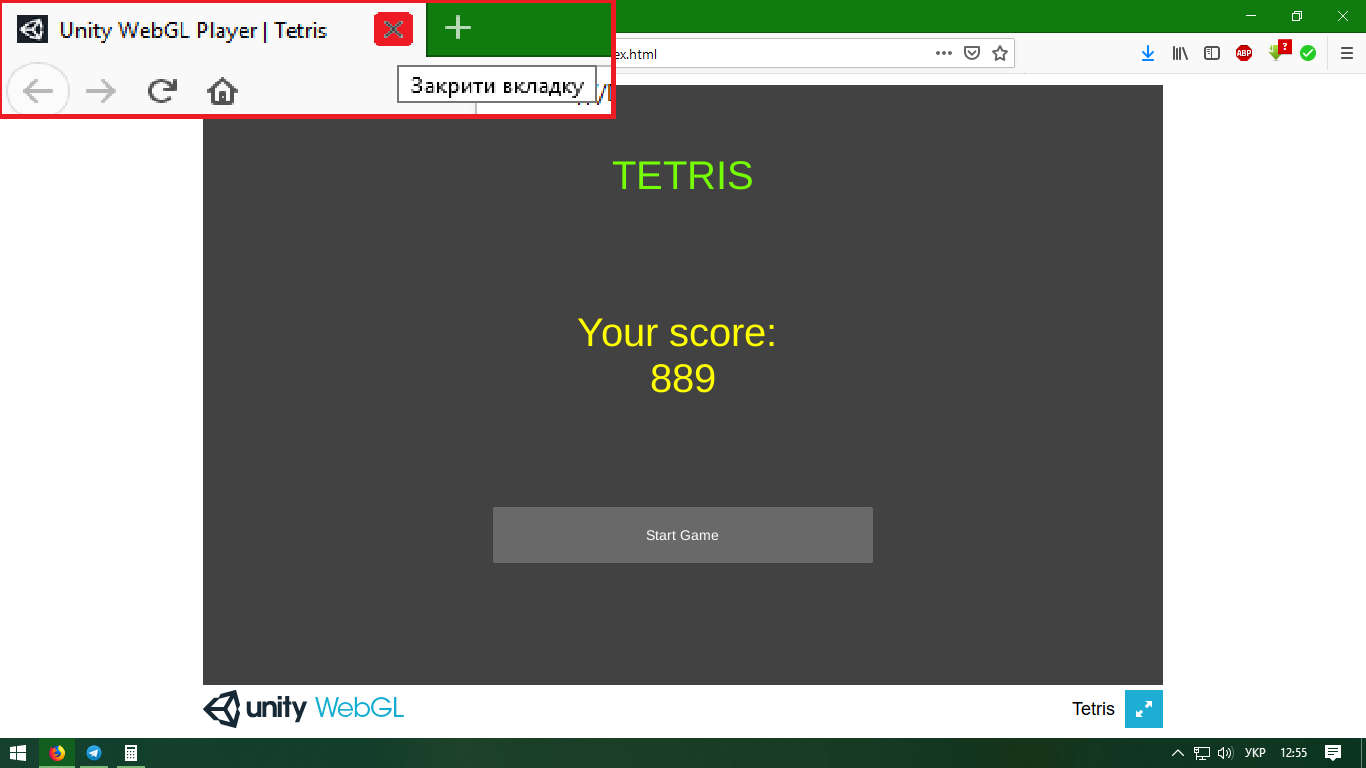 Unity WebGL Player | Tetris
ex.html
ABP
?
Закрити вкладку
TETRIS
Your score:
889
Start Game
unity WebGL
Tetris
УКР
12:55